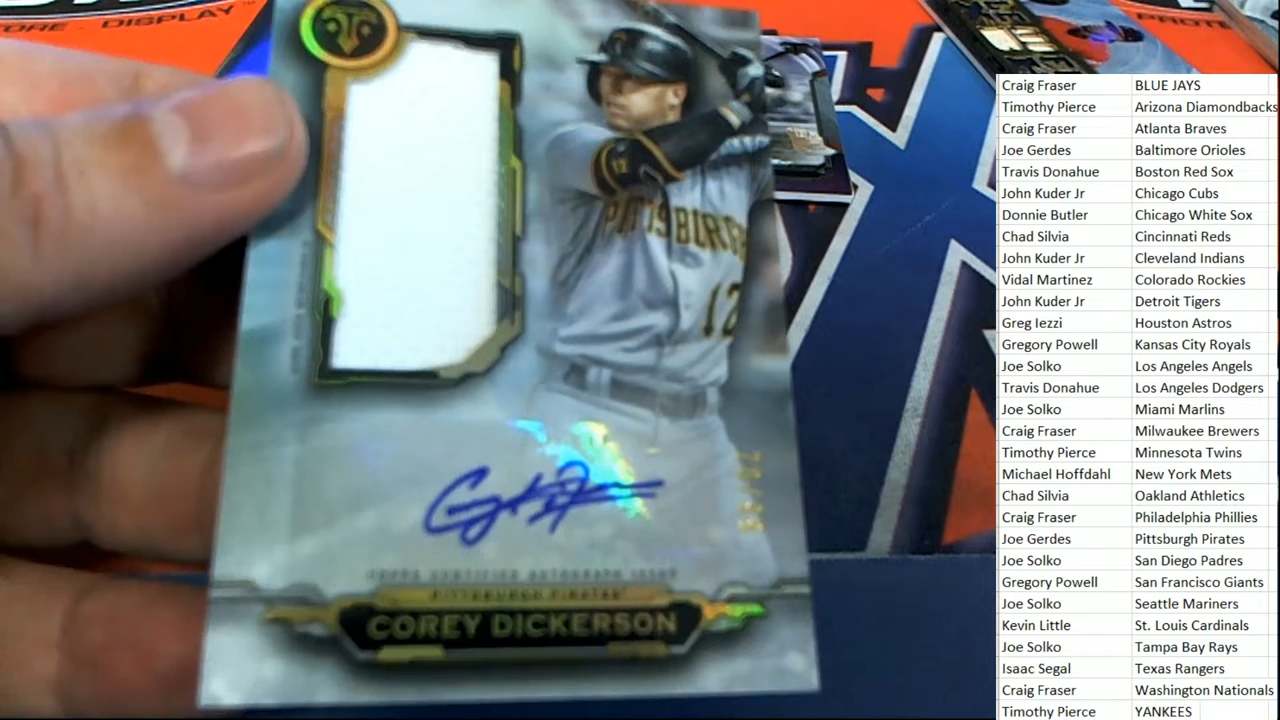 ORE DISPLAY
PROTE
PITTSBURGH
12
TOPPS CERTIFIED AUTOGRAPH ISSUE
PITTSBURGH PIRATES
COREY DICKERSON
Craig Fraser BLUE JAYS
Timothy Pierce Arizona Diamondbacks
Craig Fraser Atlanta Braves
Joe Gerdes Baltimore Orioles
Travis Donahue Boston Red Sox
John Kuder Jr Chicago Cubs
Donnie Butler Chicago White Sox
Chad Silvia Cincinnati Reds
John Kuder Jr Cleveland Indians
Vidal Martinez Colorado Rockies
John Kuder Jr Detroit Tigers
Greg Iezzi Houston Astros
Gregory Powell Kansas City Royals
Joe Solko Los Angeles Angels
Travis Donahue Los Angeles Dodgers
Joe Solko Miami Marlins
Craig Fraser Milwaukee Brewers
Timothy Pierce Minnesota Twins
Michael Hoffdahl New York Mets
Chad Silvia Oakland Athletics
Craig Fraser Philadelphia Phillies
Joe Gerdes Pittsburgh Pirates
Joe Solko San Diego Padres
Gregory Powell San Francisco Giants
Joe Solko Seattle Mariners
Kevin Little St. Louis Cardinals
Joe Solko Tampa Bay Rays
Isaac Segal Texas Rangers
Craig Fraser Washington Nationals
Timothy Pierce YANKEES